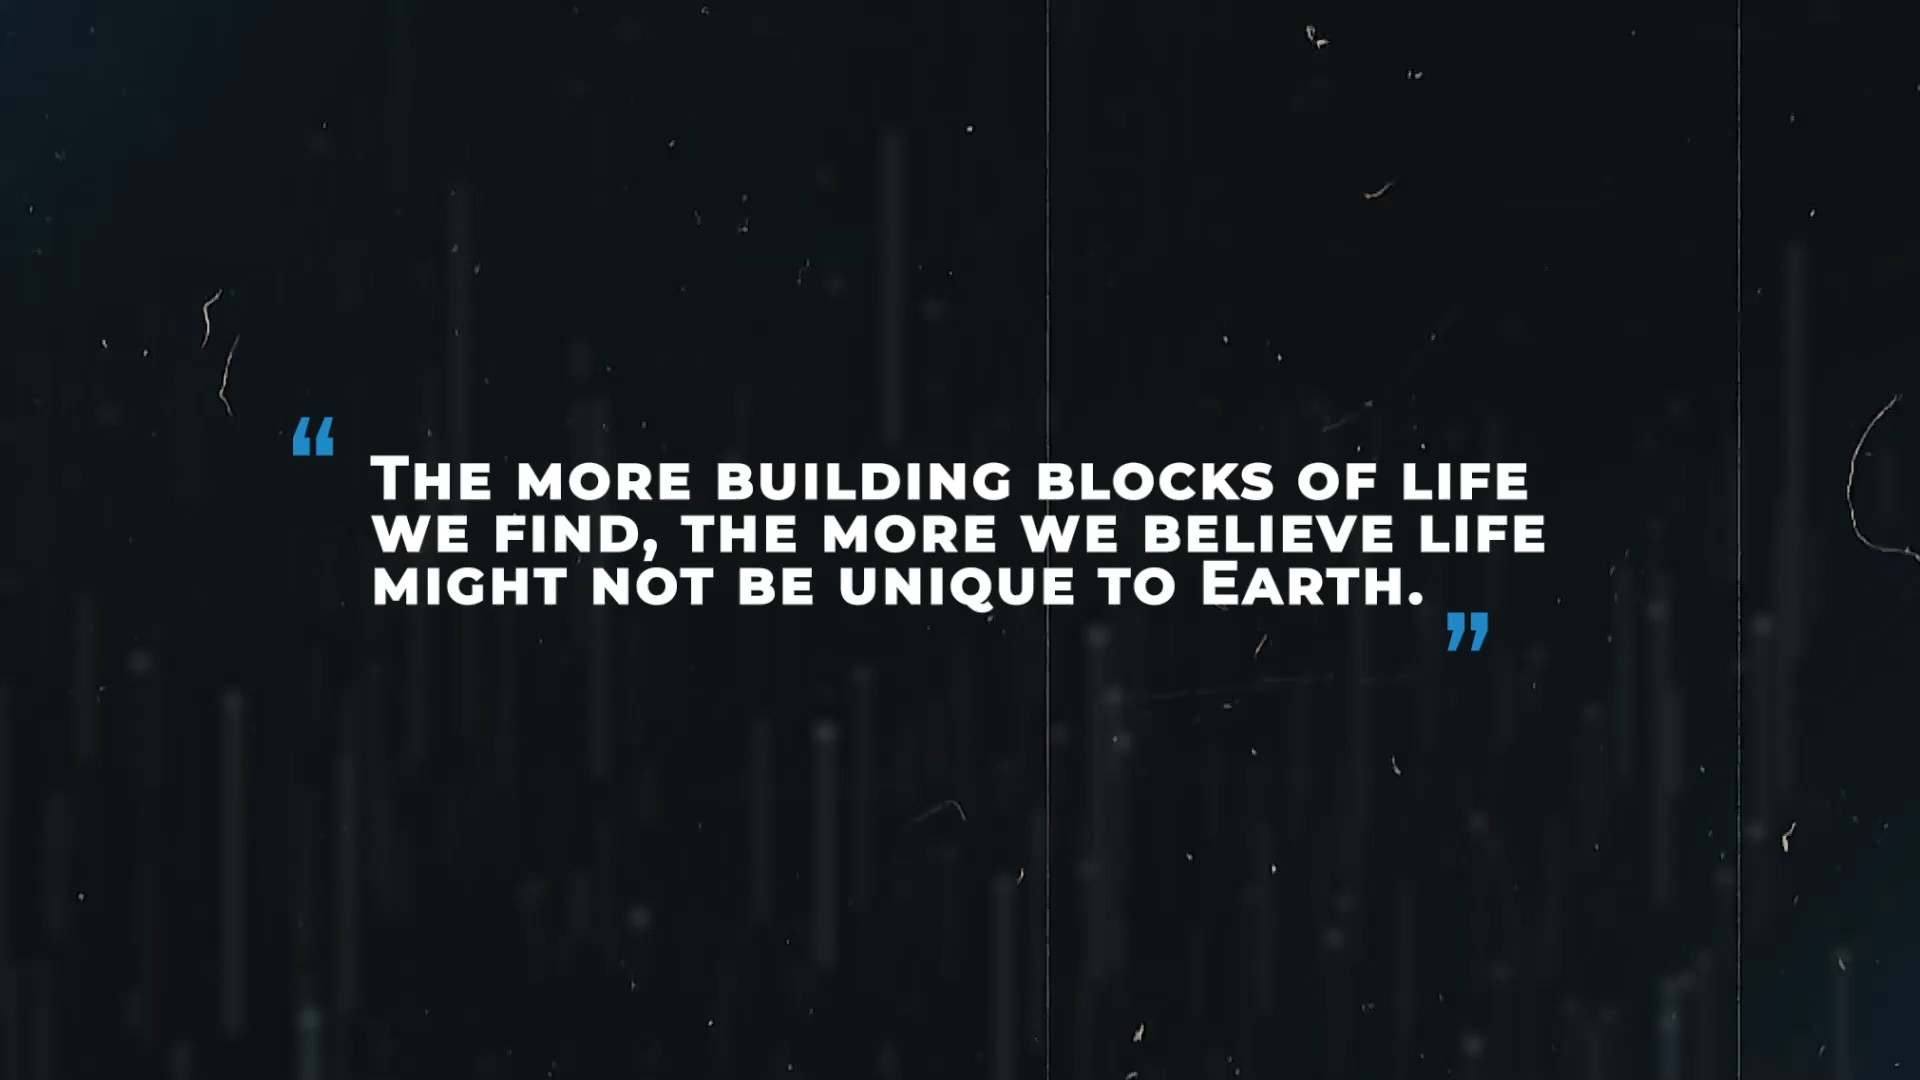 “The more building blocks of life
we find, the more we believe life
might not be unique to Earth.”